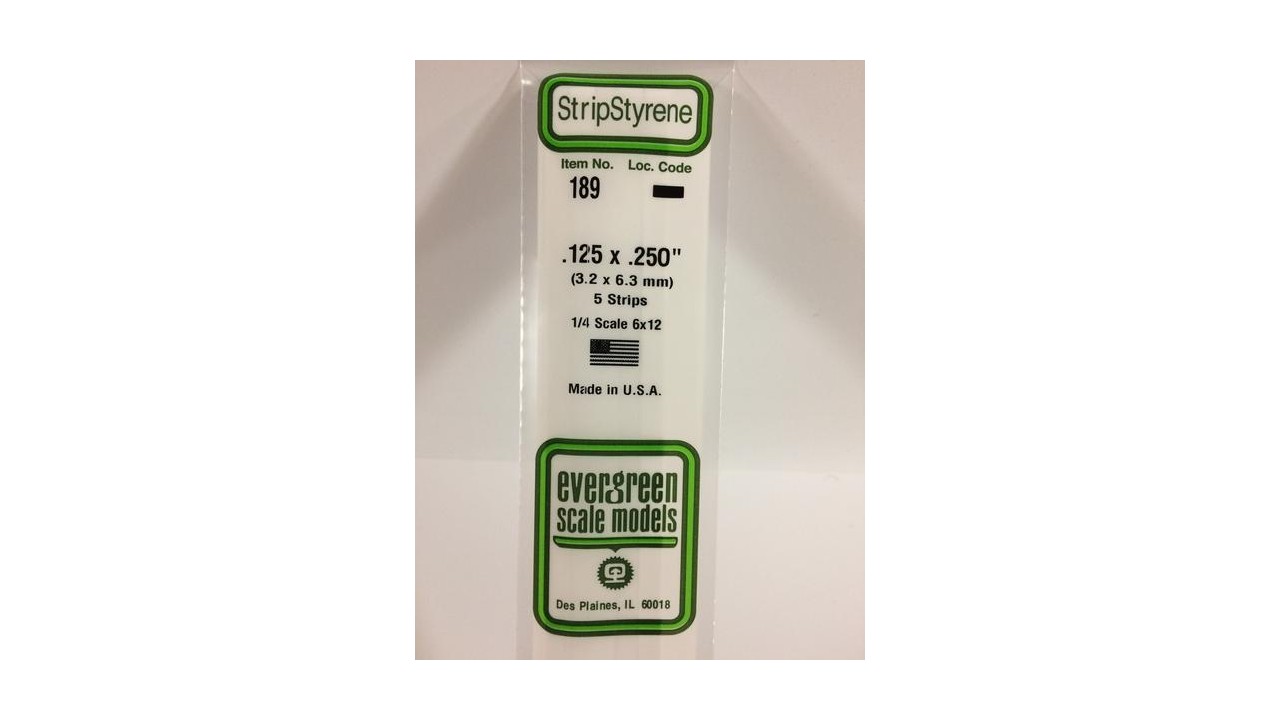 StripStyrene
Item No. Loc. Code
189
.125 x .250"
(3.2 x 6.3 mm)
5 Strips
1/4 Scale 6x12
Made in U.S.A.
evergreen
scale models
Des Plaines, IL 60018